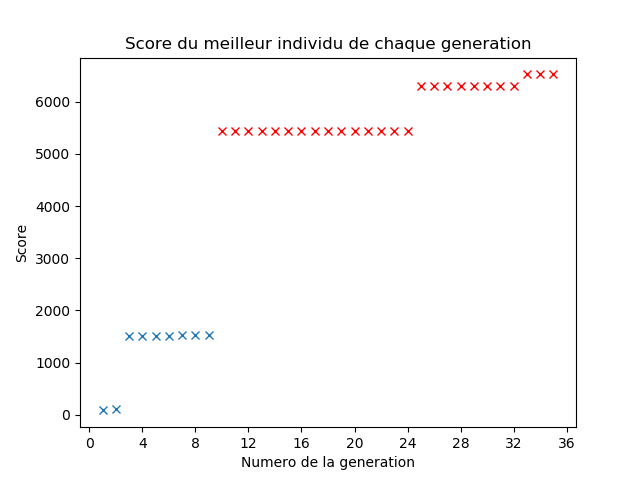 Score du meilleur individu de chaque generation
6000
5000
4000
3000
2000
1000
0
Score
0 4 8 12 16 20 24 28 32 36
Numero de la generation